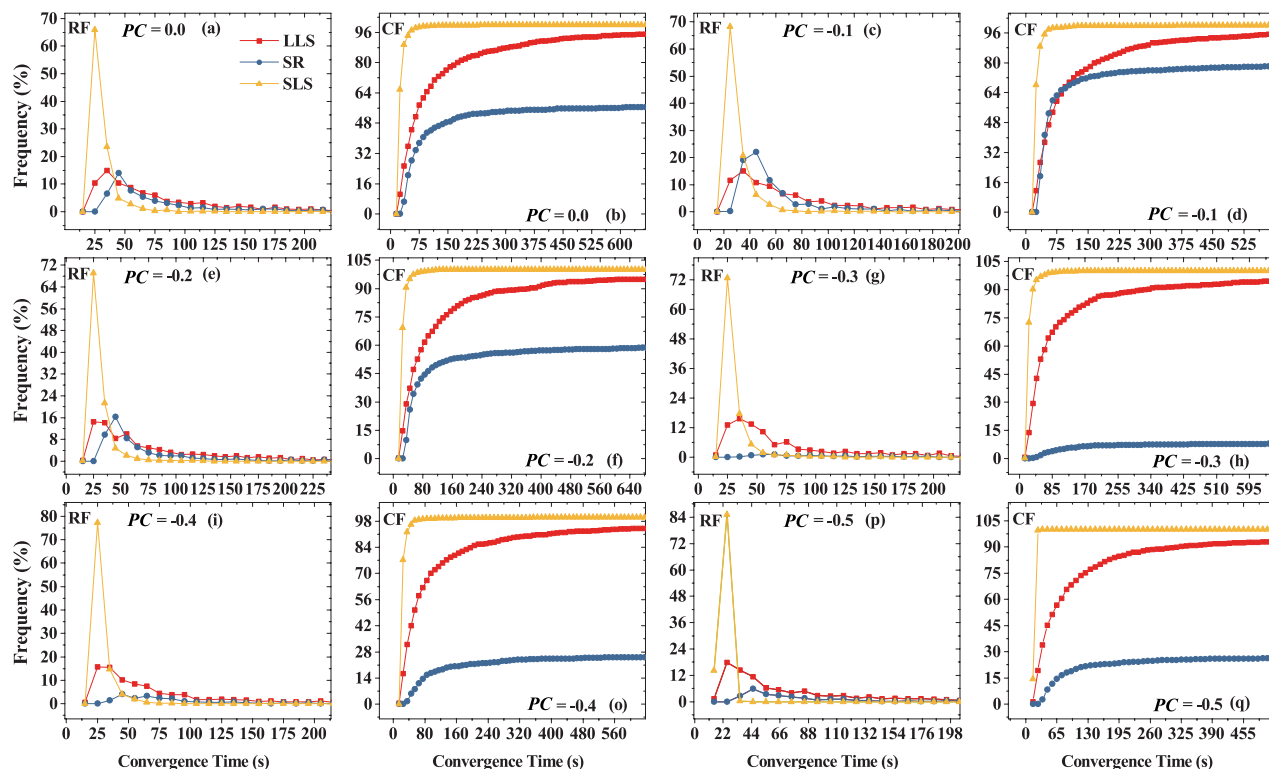 RF PC = 0.0 (a)
LLS
SR
SLS
70
60
50
40
30
20
10
0
25 50 75 100 125 150 175 200
CF
PC = 0.0 (b)
96
80
64
48
32
16
0
0 75 150 225 300 375 450 525 600
RF PC = -0.1 (c)
70
60
50
40
30
20
10
0
0 20 40 60 80 100 120 140 160 180 200
CF
PC = -0.1 (d)
96
80
64
48
32
16
0
0 75 150 225 300 375 450 525
Frequency (%)
RF PC = -0.2 (e)
72
64
56
48
40
32
24
16
8
0
0 25 50 75 100 125 150 175 200 225
CF
PC = -0.2 (f)
105
90
75
60
45
30
15
0
0 80 160 240 320 400 480 560 640
RF PC = -0.3 (g)
72
60
48
36
24
12
0
0 25 50 75 100 125 150 175 200
CF
PC = -0.3 (h)
105
90
75
60
45
30
15
0
0 85 170 255 340 425 510 595
Frequency (%)
RF PC = -0.4 (i)
80
70
60
50
40
30
20
10
0
0 25 50 75 100 125 150 175 200
CF
PC = -0.4 (o)
98
84
70
56
42
28
14
0
0 80 160 240 320 400 480 560
RF PC = -0.5 (p)
84
72
60
48
36
24
12
0
0 22 44 66 88 110 132 154 176 198
CF
PC = -0.5 (q)
105
90
75
60
45
30
15
0
0 65 130 195 260 325 390 455
Frequency (%)
Convergence Time (s)
Convergence Time (s)
Convergence Time (s)
Convergence Time (s)